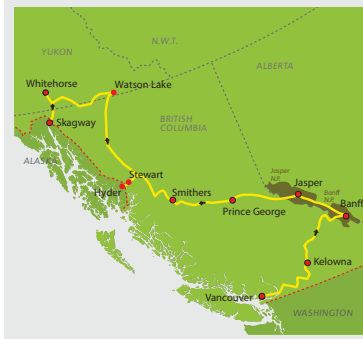 N.W.T.
YUKON
ALBERTA
Whitehorse
Watson Lake
BRITISH
COLUMBIA
Skagway
ALASKA
Stewart
Hyder
Smithers
Prince George
Jasper
N.P.
Jasper
Banff
N.P.
Banff
Kelowna
Vancouver
WASHINGTON